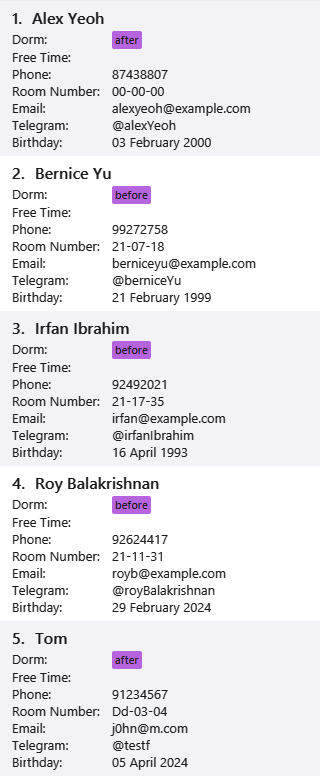 1. Alex Yeoh
Dorm: after
Free Time:
Phone: 87438807
Room Number: 00-00-00
Email: alexyeoh@example.com
Telegram: @alexYeoh
Birthday: 03 February 2000
2. Bernice Yu
Dorm: before
Free Time:
Phone: 99272758
Room Number: 21-07-18
Email: berniceyu@example.com
Telegram: @berniceYu
Birthday: 21 February 1999
3. Irfan Ibrahim
Dorm: before
Free Time:
Phone: 92492021
Room Number: 21-17-35
Email: irfan@example.com
Telegram: @irfanIbrahim
Birthday: 16 April 1993
4. Roy Balakrishnan
Dorm: before
Free Time:
Phone: 92624417
Room Number: 21-11-31
Email: royb@example.com
Telegram: @royBalakrishnan
Birthday: 29 February 2024
5. Tom
Dorm: after
Free Time:
Phone: 91234567
Room Number: Dd-03-04
Email: j0hn@m.com
Telegram: @testf
Birthday: 05 April 2024